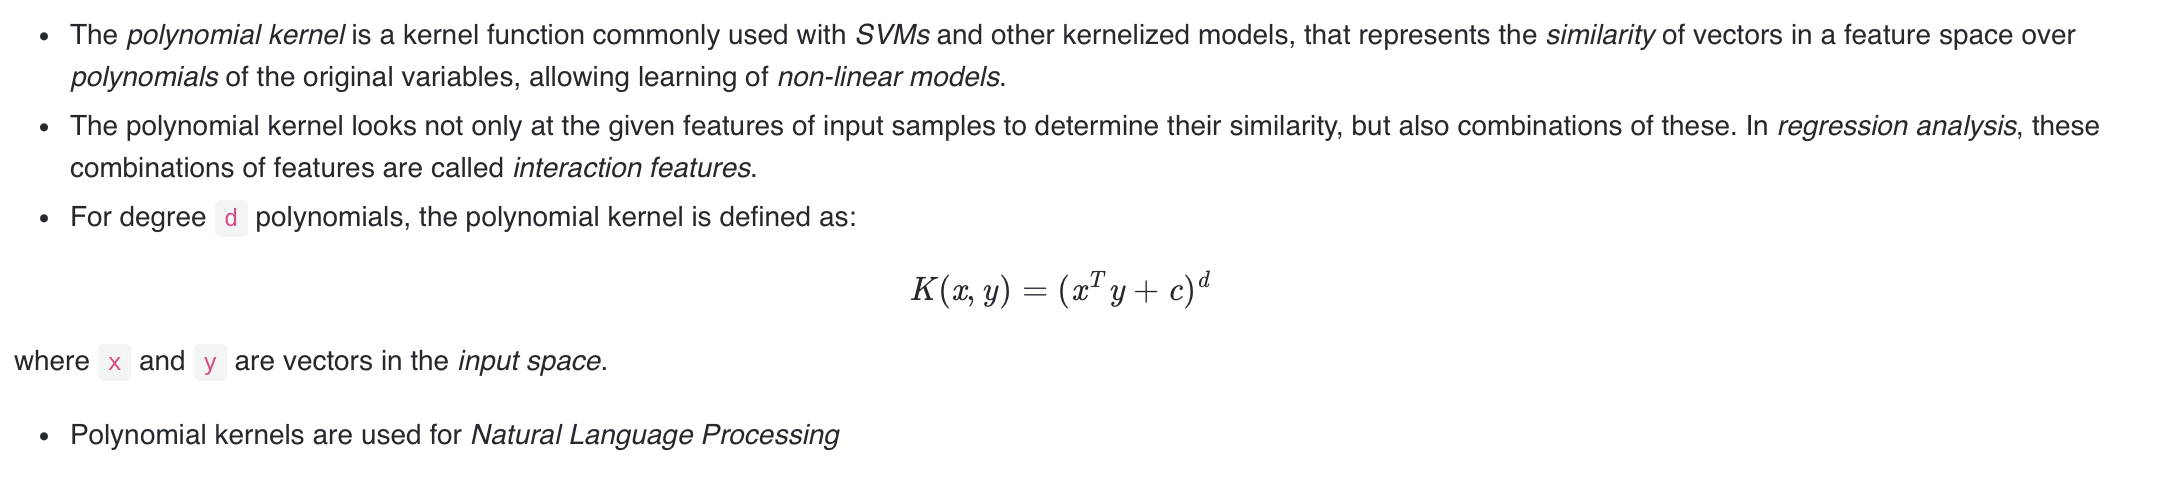 • The polynomial kernel is a kernel function commonly used with SVMs and other kernelized models, that represents the similarity of vectors in a feature space over
polynomials of the original variables, allowing learning of non-linear models.
• The polynomial kernel looks not only at the given features of input samples to determine their similarity, but also combinations of these. In regression analysis, these
combinations of features are called interaction features.
• For degree d polynomials, the polynomial kernel is defined as:
K(x, y) = (x^T y + c)^d
where x and y are vectors in the input space.
• Polynomial kernels are used for Natural Language Processing